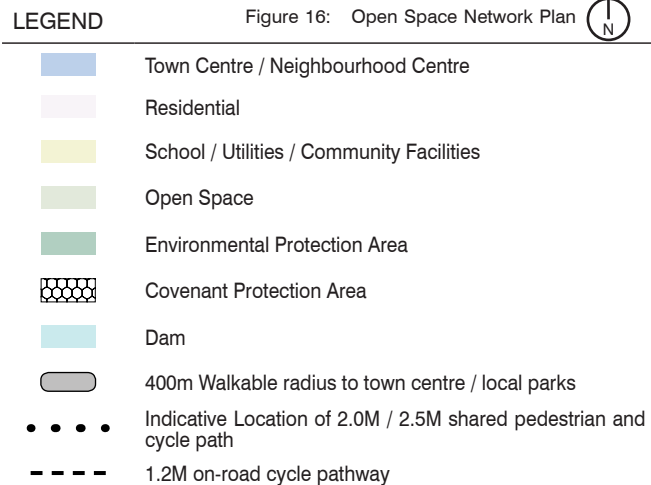 LEGEND
Figure 16: Open Space Network Plan
N
Town Centre / Neighbourhood Centre
Residential
School / Utilities / Community Facilities
Open Space
Environmental Protection Area
Covenant Protection Area
Dam
400m Walkable radius to town centre / local parks
Indicative Location of 2.0M / 2.5M shared pedestrian and
cycle path
1.2M on-road cycle pathway